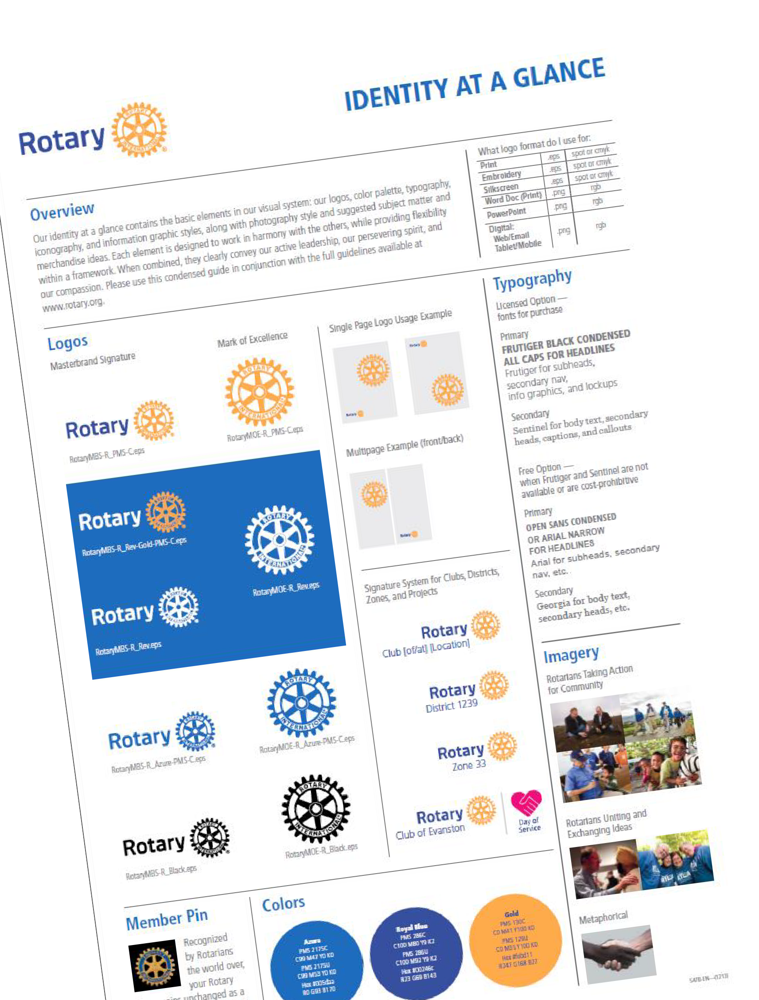 IDENTITY AT A GLANCE
Rotary
ROTARY
INTERNATIONAL
What logo format do I use for:
Print .eps spot or cmyk
Embroidery .eps spot or cmyk
Silkscreen .eps spot or cmyk
Word Doc (Print) .png rgb
PowerPoint .png rgb
Digital:
Web/Email
Tablet/Mobile .png rgb
Overview
Our identity at a glance contains the basic elements in our visual system: our logos, color palette, typography,
iconography, and information graphic styles, along with photography style and suggested subject matter and
merchandise ideas. Each element is designed to work in harmony with the others, while providing flexibility
within a framework. When combined, they clearly convey our active leadership, our persevering spirit, and
our compassion. Please use this condensed guide in conjunction with the full guidelines available at
www.rotary.org.
Logos
Masterbrand Signature
Mark of Excellence
Rotary
RotaryMBS-R_PMS-C.eps
ROTARY
INTERNATIONAL
RotaryMOE-R_PMS-C.eps
Rotary
RotaryMBS-R_Rev-Gold-PMS-C.eps
ROTARY
INTERNATIONAL
RotaryMOE-R_Rev.eps
Rotary
RotaryMBS-R_Rev.eps
Rotary
RotaryMBS-R_Azure-PMS-C.eps
ROTARY
INTERNATIONAL
RotaryMOE-R_Azure-PMS-C.eps
Rotary
RotaryMBS-R_Black.eps
ROTARY
INTERNATIONAL
RotaryMOE-R_Black.eps
Single Page Logo Usage Example
Rotary
Rotary
Multipage Example (front/back)
Rotary
Signature System for Clubs, Districts,
Zones, and Projects
Rotary
Club [of/at] [Location]
Rotary
District 1239
Rotary
Zone 33
Rotary
Club of Evanston
Day of
Service
Typography
Licensed Option —
fonts for purchase
Primary
FRUTIGER BLACK CONDENSED
ALL CAPS FOR HEADLINES
Frutiger for subheads,
secondary nav,
info graphics, and lockups
Secondary
Sentinel for body text, secondary
heads, captions, and callouts
Free Option —
when Frutiger and Sentinel are not
available or are cost-prohibitive
Primary
OPEN SANS CONDENSED
OR ARIAL NARROW
FOR HEADLINES
Arial for subheads, secondary
nav, etc.
Secondary
Georgia for body text,
secondary heads, etc.
Imagery
Rotarians Taking Action
for Community
Rotarians Uniting and
Exchanging Ideas
Metaphorical
Member Pin
Recognized
by Rotarians
the world over,
your Rotary
unchanged as a
Colors
Azure
PMS 2175C
C99 M47 Y0 K0
PMS 2175U
C99 M53 Y0 K0
Hex #005daa
R0 G93 B170
Royal Blue
PMS 286C
C100 M80 Y9 K2
PMS 286U
C100 M92 Y9 K2
Hex #00246c
R23 G69 B143
Gold
PMS 130C
C0 M41 Y100 K0
PMS 129U
C0 M35 Y100 K0
Hex
R247 G168 B27
547B-EN—(1213)